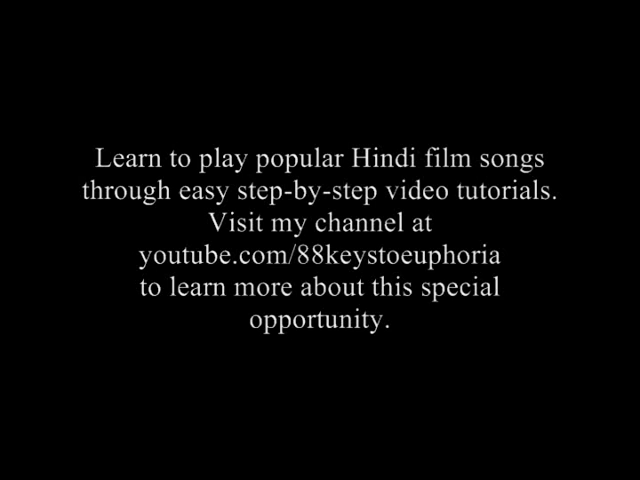 Learn to play popular Hindi film songs
through easy step-by-step video tutorials.
Visit my channel at
youtube.com/88keystoeuphoria
to learn more about this special
opportunity.